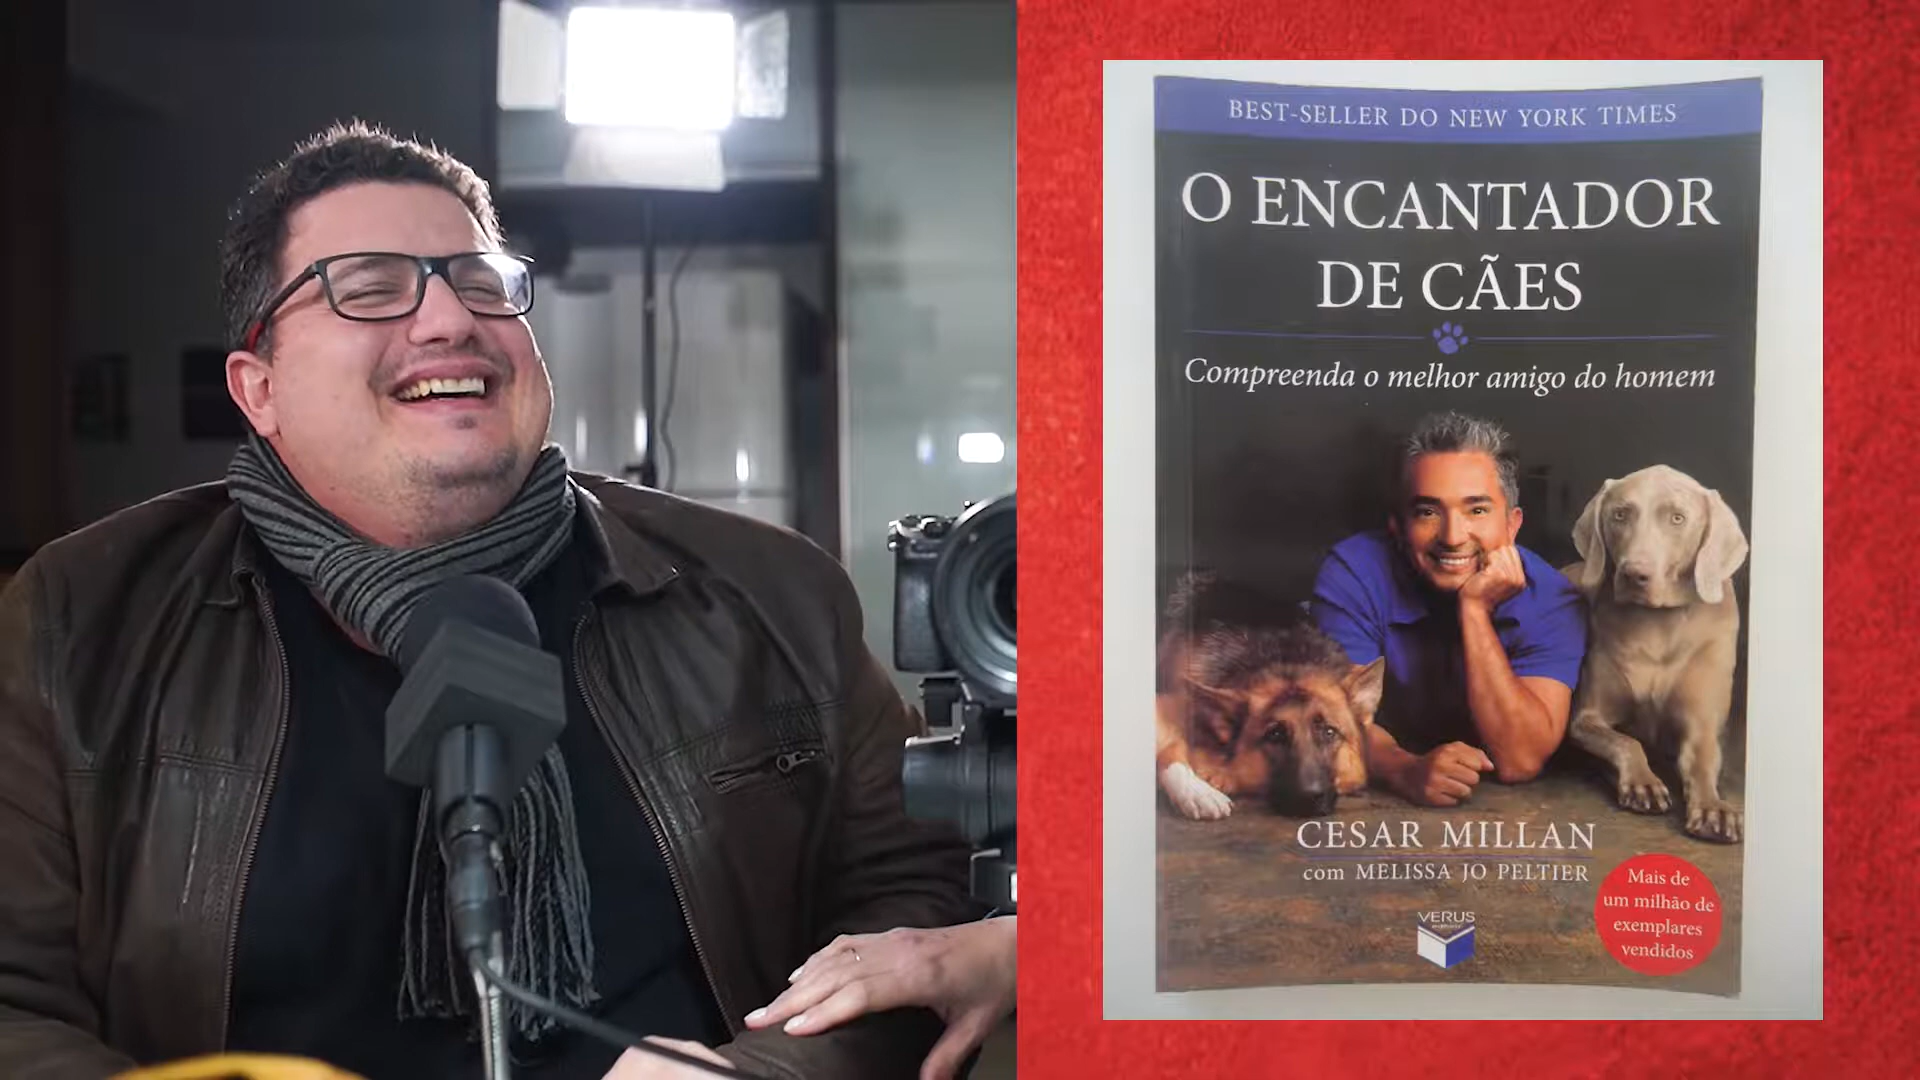 BEST-SELLER DO NEW YORK TIMES
O ENCANTADOR
DE CÃES
Compreenda o melhor amigo do homem
CESAR MILLAN
com MELISSA JO PELTIER
VERUS
editora
Mais de
um milhão de
exemplares
vendidos